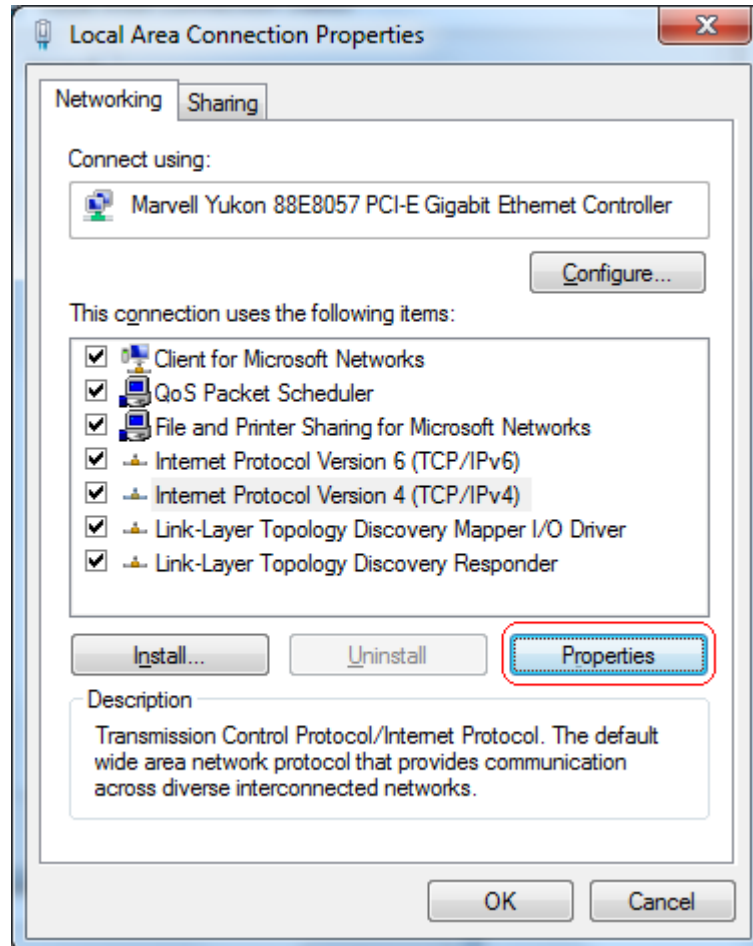 Local Area Connection Properties
Networking
Sharing
Connect using:
Marvell Yukon 88E8057 PCI-E Gigabit Ethernet Controller
Configure...
This connection uses the following items:
Client for Microsoft Networks
QoS Packet Scheduler
File and Printer Sharing for Microsoft Networks
Internet Protocol Version 6 (TCP/IPv6)
Internet Protocol Version 4 (TCP/IPv4)
Link-Layer Topology Discovery Mapper I/O Driver
Link-Layer Topology Discovery Responder
Install...
Uninstall
Properties
Description
Transmission Control Protocol/Internet Protocol. The default
wide area network protocol that provides communication
across diverse interconnected networks.
OK
Cancel